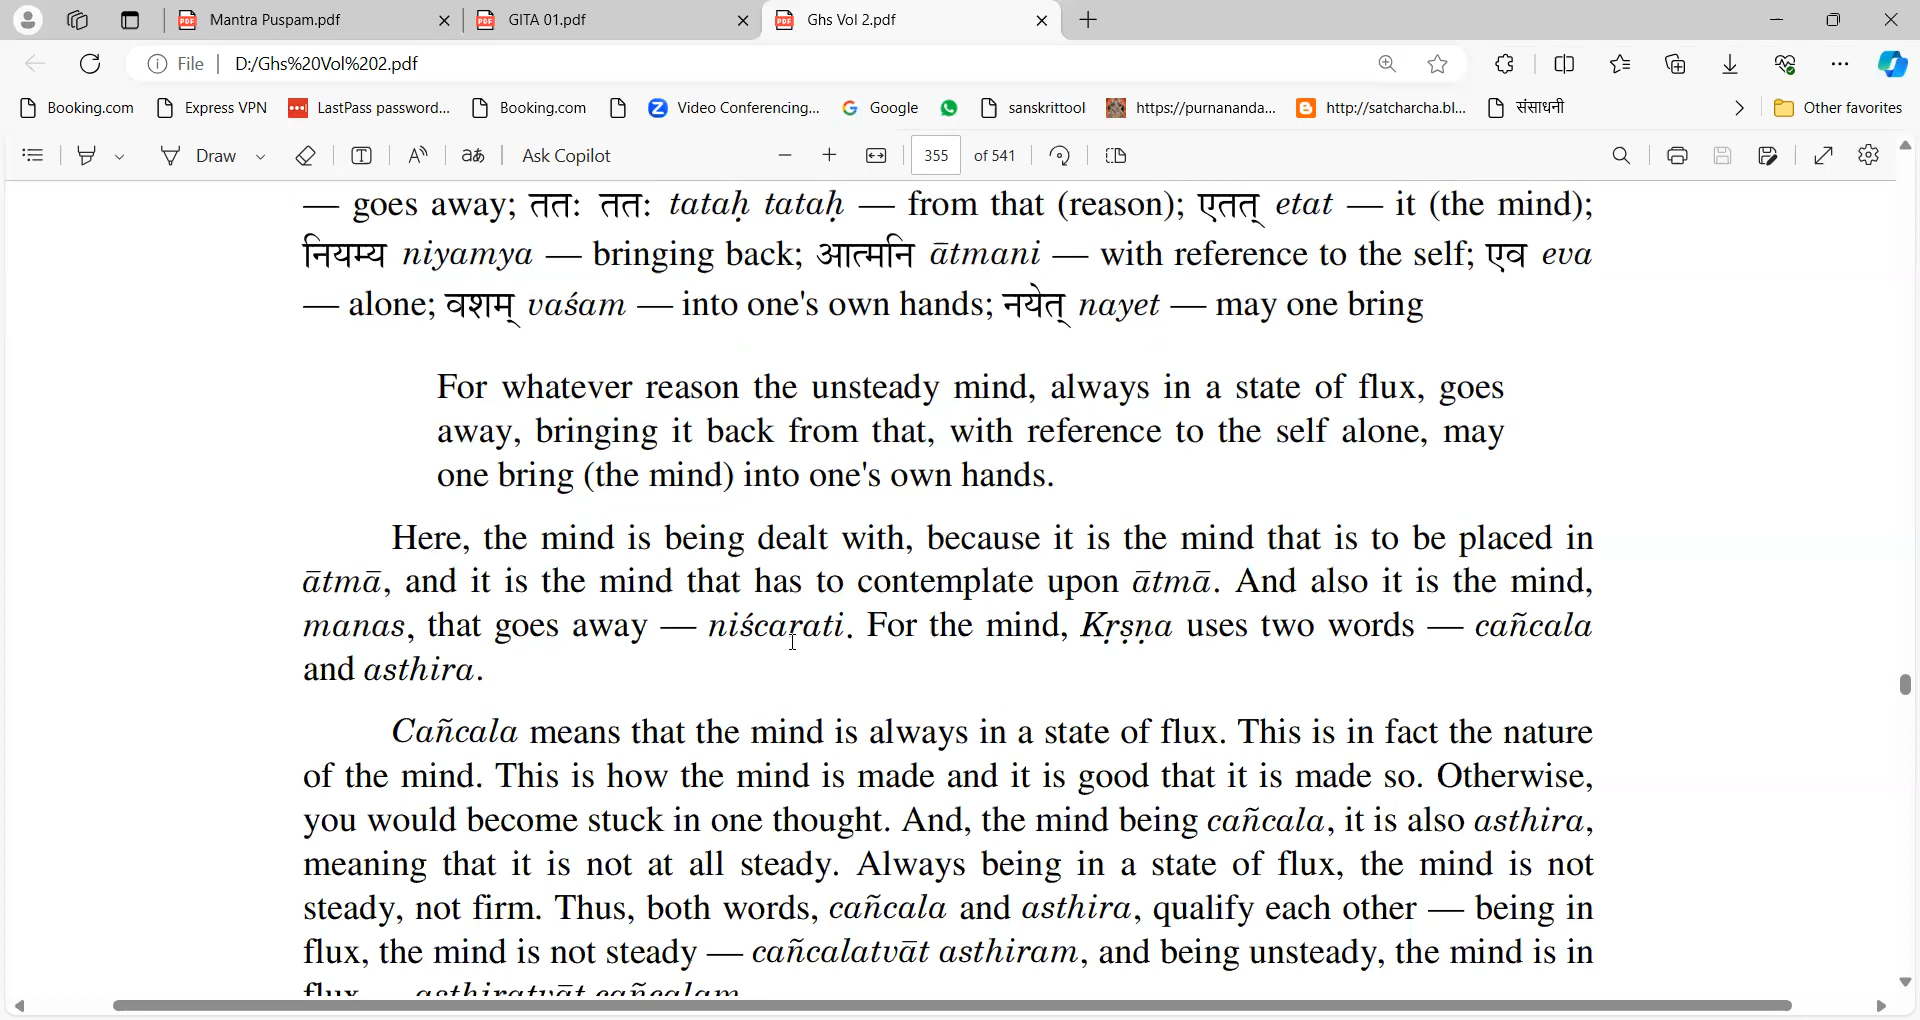 Mantra Puspam.pdf
GITA 01.pdf
Ghs Vol 2.pdf
File D:/Ghs%20Vol%202.pdf
Booking.com Express VPN LastPass password... Booking.com Video Conferencing,... Google sanskrittool https://purnananda... http://satcharcha.bl... संसाधनी Other favorites
Draw Ask Copilot 355 of 541
— goes away; ततः ततः tataḥ tataḥ — from that (reason); एतत् etat — it (the mind);
नियम्य niyamya — bringing back; आत्मनि ātmani — with reference to the self; एव eva
— alone; वशम् vaśam — into one's own hands; नयेत् nayet — may one bring
For whatever reason the unsteady mind, always in a state of flux, goes
away, bringing it back from that, with reference to the self alone, may
one bring (the mind) into one's own hands.
Here, the mind is being dealt with, because it is the mind that is to be placed in
ātmā, and it is the mind that has to contemplate upon ātmā. And also it is the mind,
manas, that goes away — niścarati. For the mind, Kṛṣṇa uses two words — cañcala
and asthira.
Cañcala means that the mind is always in a state of flux. This is in fact the nature
of the mind. This is how the mind is made and it is good that it is made so. Otherwise,
you would become stuck in one thought. And, the mind being cañcala, it is also asthira,
meaning that it is not at all steady. Always being in a state of flux, the mind is not
steady, not firm. Thus, both words, cañcala and asthira, qualify each other — being in
flux, the mind is not steady — cañcalatvāt asthiram, and being unsteady, the mind is in
flux — asthiratvāt cañcalam